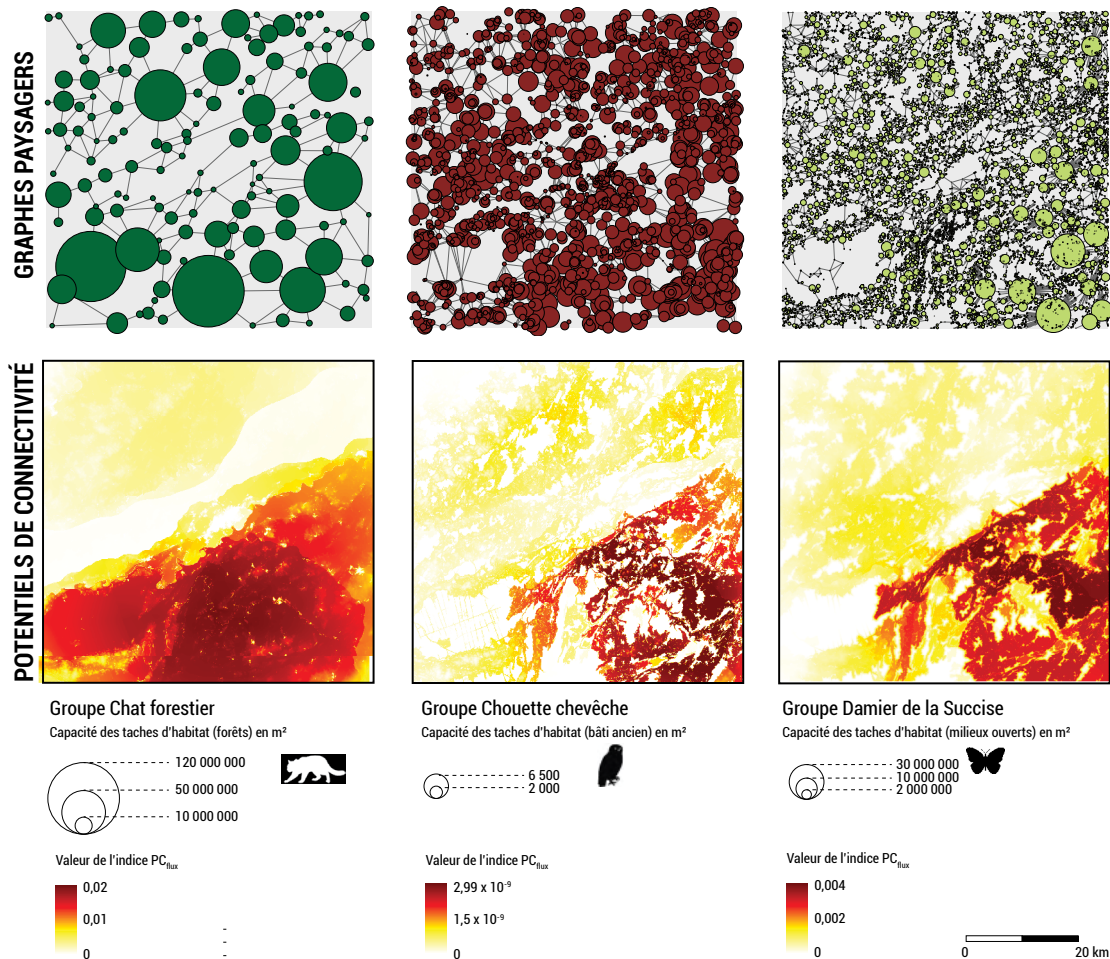 GRAPHES PAYSAGERS
POTENTIELS DE CONNECTIVITÉ
Groupe Chat forestier
Capacité des taches d'habitat (forêts) en m²
120 000 000
50 000 000
10 000 000
Valeur de l'indice PCflux
0,02
0,01
0
-
-
-
Groupe Chouette chevêche
Capacité des taches d'habitat (bâti ancien) en m²
6 500
2 000
Valeur de l'indice PCflux
2,99 x 10⁻⁹
1,5 x 10⁻⁹
0
Groupe Damier de la Succise
Capacité des taches d'habitat (milieux ouverts) en m²
30 000 000
10 000 000
2 000 000
Valeur de l'indice PCflux
0,004
0,002
0
0 20 km